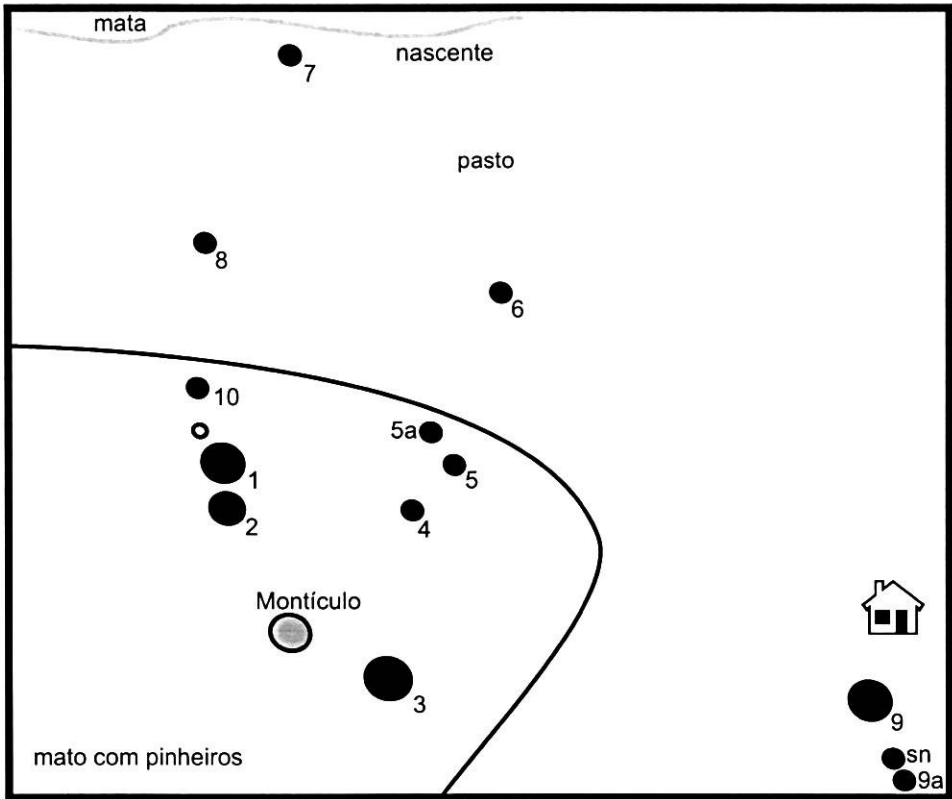 mata
nascente
7
pasto
8
6
10
5a
5
1
4
2
Montículo
3
9
mato com pinheiros
sn
9a